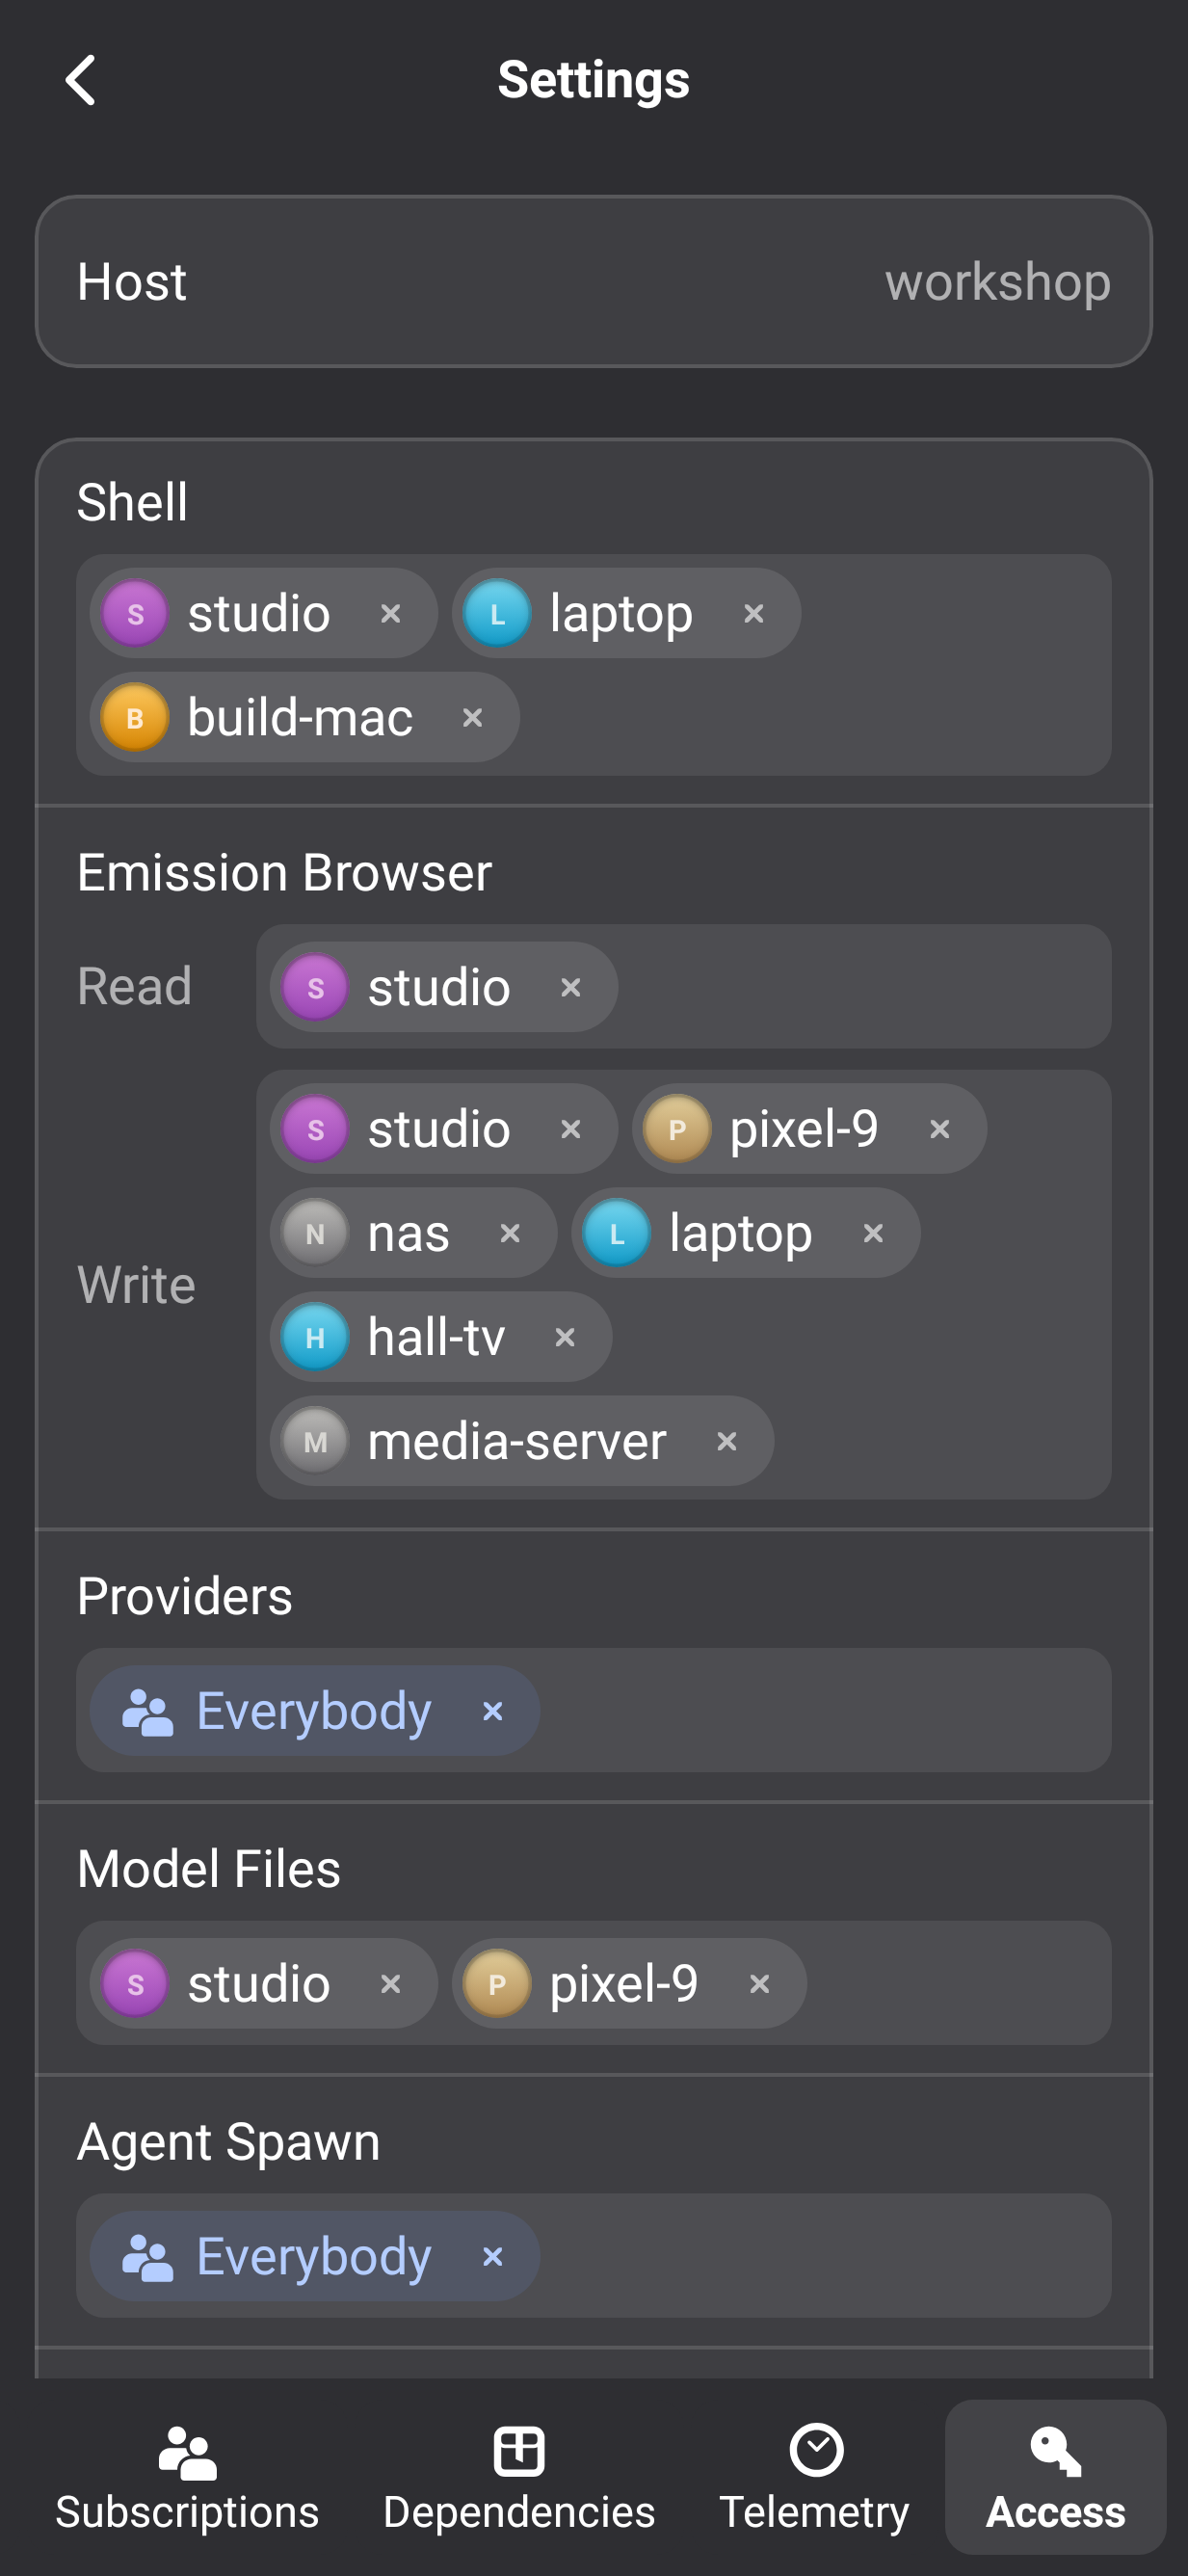 Settings
Host workshop
Shell
S studio × L laptop ×
B build-mac ×
Emission Browser
Read S studio ×
S studio × P pixel-9 ×
N nas × L laptop ×
Write
H hall-tv ×
M media-server ×
Providers
Everybody ×
Model Files
S studio × P pixel-9 ×
Agent Spawn
Everybody ×
Subscriptions Dependencies Telemetry Access